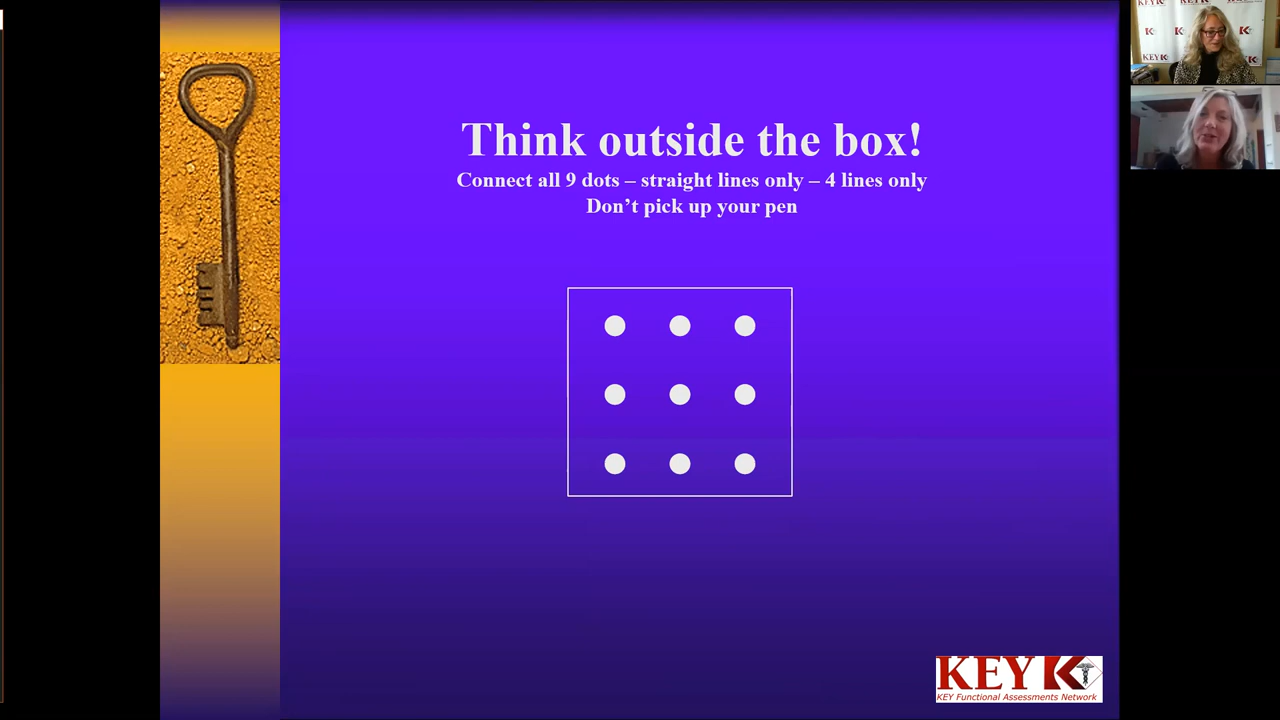 Think outside the box!
Connect all 9 dots – straight lines only – 4 lines only
Don’t pick up your pen
KEY K
KEY Functional Assessments Network
KEY